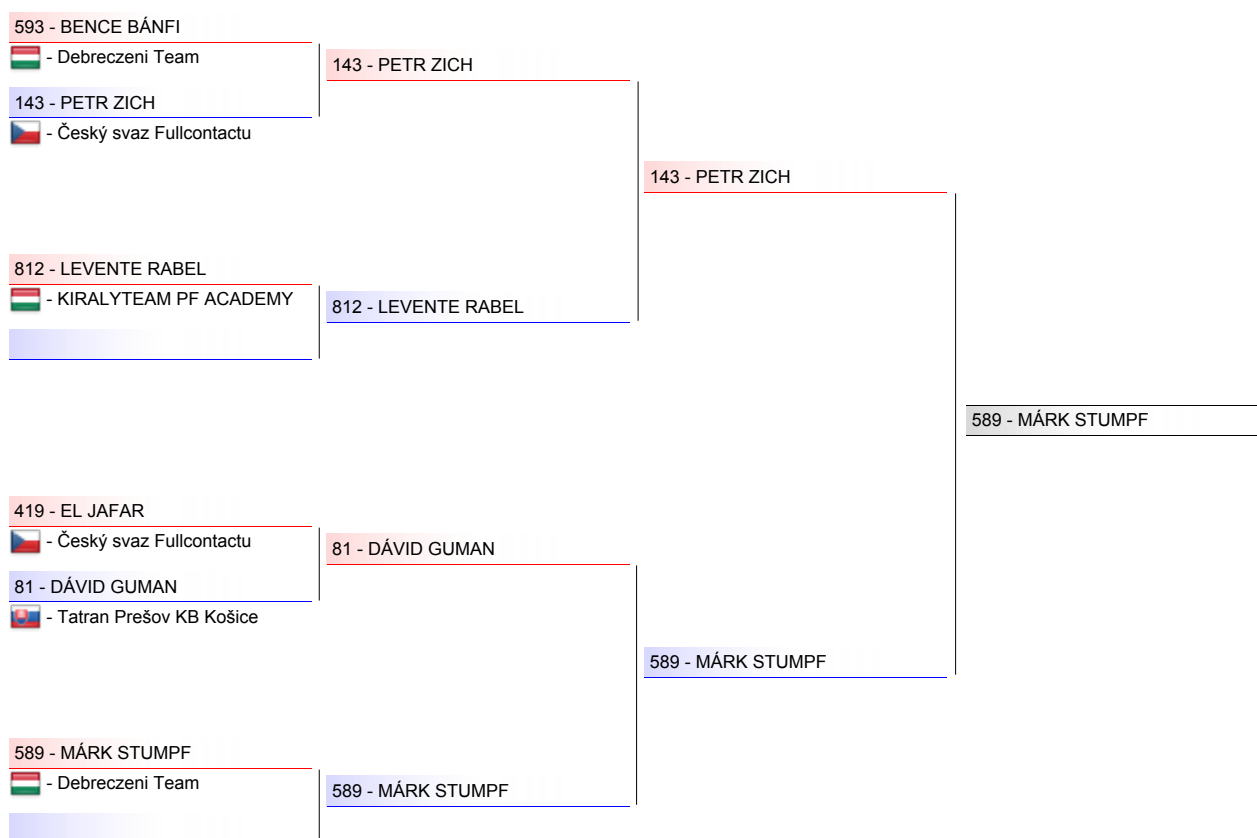 593 - BENCE BÁNFI
- Debreczeni Team
143 - PETR ZICH
- Český svaz Fullcontactu
812 - LEVENTE RABEL
- KIRALYTEAM PF ACADEMY
419 - EL JAFAR
- Český svaz Fullcontactu
81 - DÁVID GUMAN
- Tatran Prešov KB Košice
589 - MÁRK STUMPF
- Debreczeni Team
143 - PETR ZICH
812 - LEVENTE RABEL
81 - DÁVID GUMAN
589 - MÁRK STUMPF
143 - PETR ZICH
589 - MÁRK STUMPF
589 - MÁRK STUMPF